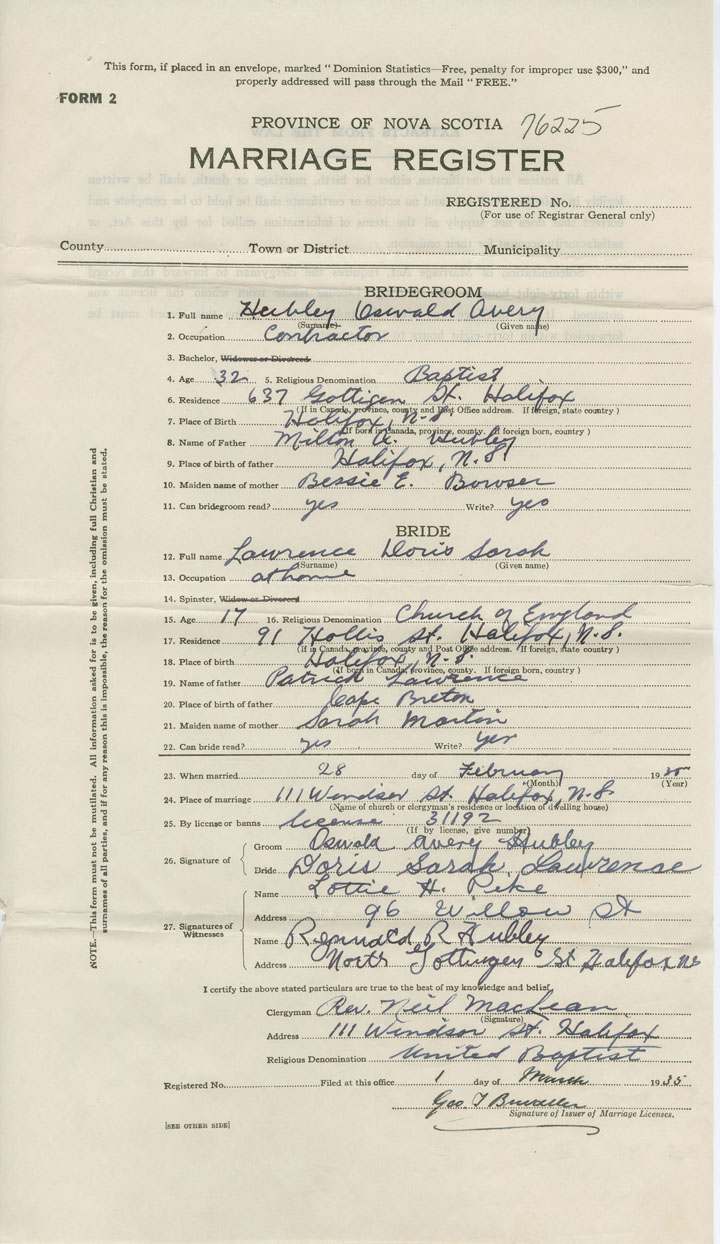 This form, if placed in an envelope, marked "Dominion Statistics—Free, penalty for improper use $300," and
properly addressed will pass through the Mail "FREE."
FORM 2
PROVINCE OF NOVA SCOTIA 76225
MARRIAGE REGISTER
REGISTERED No.
(For use of Registrar General only)
County Town or District Municipality
BRIDEGROOM
1. Full name Hubley Oswald Avery
(Surname) (Given name)
2. Occupation Contractor
3. Bachelor, Widower or Divorced
4. Age 32 5. Religious Denomination Baptist
6. Residence 637 Gottigen St. Halifax
(If in Canada, province, county and Post Office address. If foreign, state country)
7. Place of Birth Halifax, N.S
(If born in Canada, province, county. If foreign born, country)
8. Name of Father Milton A. Hubley
9. Place of birth of father Halifax, N.S
10. Maiden name of mother Bessie E. Bowser
11. Can bridegroom read? yes Write? yes
BRIDE
12. Full name Lawrence Doris Sarah
(Surname) (Given name)
13. Occupation at home
14. Spinster, Widow or Divorced
15. Age 17 16. Religious Denomination Church of England
17. Residence 91 Hollis St. Halifax, N.S.
(If in Canada, province, county and Post Office address. If foreign, state country)
18. Place of birth Halifax, N.S.
(If born in Canada, province, county. If foreign born, country)
19. Name of father Patrick Lawrence
20. Place of birth of father Cape Breton
21. Maiden name of mother Sarah Martin
22. Can bride read? yes Write? yes
23. When married 28 day of February 19
(Month) (Year)
24. Place of marriage 111 Windsor St. Halifax, N.S
(Name of church or clergyman's residence or location of dwelling house)
25. By license or banns license 31192
(If by license, give number)
26. Signature of
Groom Oswald Avery Hubley
Bride Doris Sarah Lawrence
27. Signatures of Witnesses
Name Lottie H. Pike
Address 96 Willow St
Name Reginald R Hubley
Address North Gottingen St Halifax NS
I certify the above stated particulars are true to the best of my knowledge and belief.
Clergyman Rev. Neil MacLean
(Signature)
Address 111 Windsor St. Halifax
Religious Denomination United Baptist
Registered No. Filed at this office 1 day of March 1935
Geo. T
Signature of Issuer of Marriage Licenses.
[SEE OTHER SIDE]
NOTE.—This form must not be mutilated. All information asked for is to be given, including full Christian and
surnames of all parties, and if for any reason this is impossible, the reason for the omission must be stated.